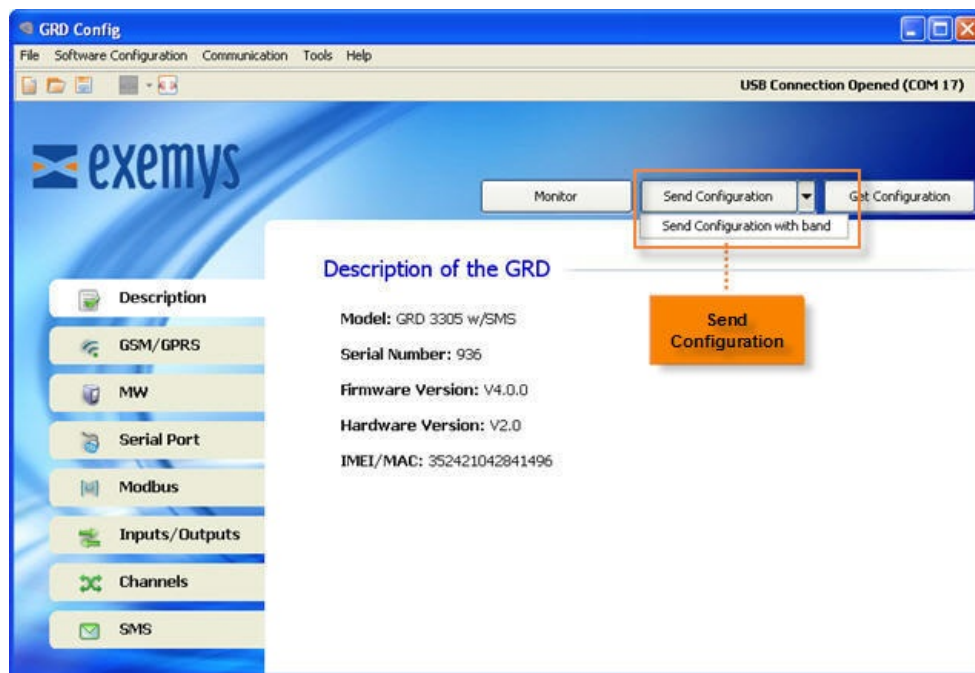 GRD Config
File Software Configuration Communication Tools Help
USB Connection Opened (COM 17)
exemys
Monitor
Send Configuration
Get Configuration
Send Configuration with band
Description of the GRD
Description
GSM/GPRS
MW
Serial Port
Modbus
Inputs/Outputs
Channels
SMS
Model: GRD 3305 w/SMS
Serial Number: 936
Firmware Version: V4.0.0
Hardware Version: V2.0
IMEI/MAC: 352421042841496
Send
Configuration